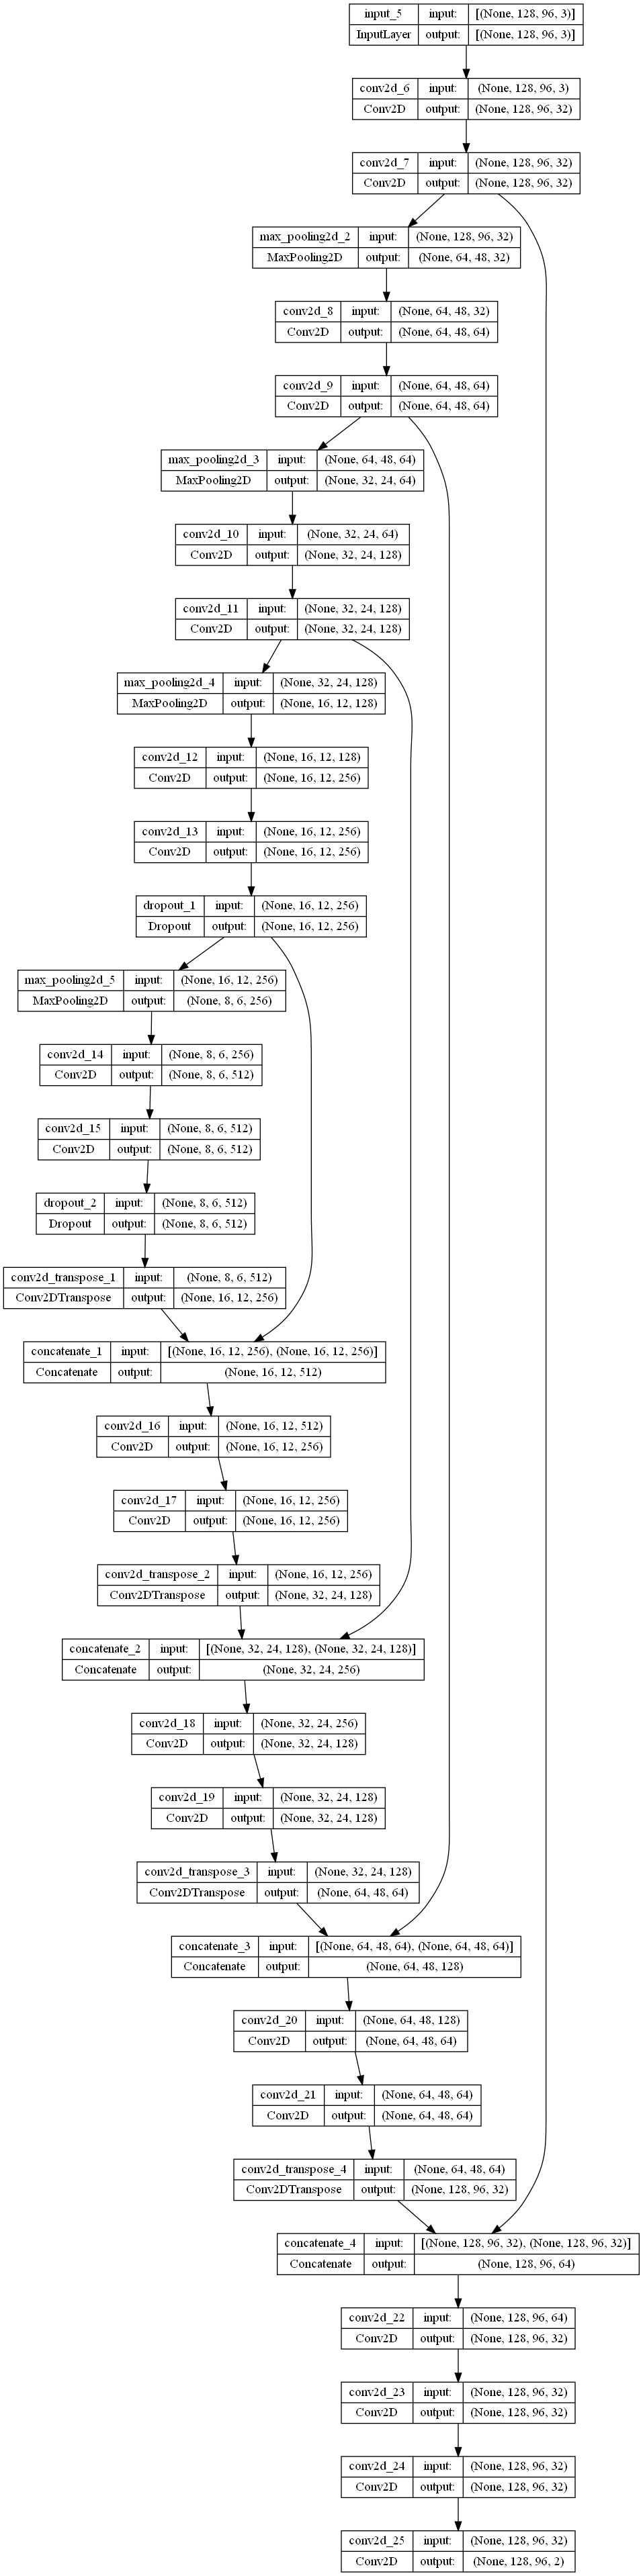 input_5 input: [(None, 128, 96, 3)]
InputLayer output: [(None, 128, 96, 3)]
conv2d_6 input: (None, 128, 96, 3)
Conv2D output: (None, 128, 96, 32)
conv2d_7 input: (None, 128, 96, 32)
Conv2D output: (None, 128, 96, 32)
max_pooling2d_2 input: (None, 128, 96, 32)
MaxPooling2D output: (None, 64, 48, 32)
conv2d_8 input: (None, 64, 48, 32)
Conv2D output: (None, 64, 48, 64)
conv2d_9 input: (None, 64, 48, 64)
Conv2D output: (None, 64, 48, 64)
max_pooling2d_3 input: (None, 64, 48, 64)
MaxPooling2D output: (None, 32, 24, 64)
conv2d_10 input: (None, 32, 24, 64)
Conv2D output: (None, 32, 24, 128)
conv2d_11 input: (None, 32, 24, 128)
Conv2D output: (None, 32, 24, 128)
max_pooling2d_4 input: (None, 32, 24, 128)
MaxPooling2D output: (None, 16, 12, 128)
conv2d_12 input: (None, 16, 12, 128)
Conv2D output: (None, 16, 12, 256)
conv2d_13 input: (None, 16, 12, 256)
Conv2D output: (None, 16, 12, 256)
dropout_1 input: (None, 16, 12, 256)
Dropout output: (None, 16, 12, 256)
max_pooling2d_5 input: (None, 16, 12, 256)
MaxPooling2D output: (None, 8, 6, 256)
conv2d_14 input: (None, 8, 6, 256)
Conv2D output: (None, 8, 6, 512)
conv2d_15 input: (None, 8, 6, 512)
Conv2D output: (None, 8, 6, 512)
dropout_2 input: (None, 8, 6, 512)
Dropout output: (None, 8, 6, 512)
conv2d_transpose_1 input: (None, 8, 6, 512)
Conv2DTranspose output: (None, 16, 12, 256)
concatenate_1 input: [(None, 16, 12, 256), (None, 16, 12, 256)]
Concatenate output: (None, 16, 12, 512)
conv2d_16 input: (None, 16, 12, 512)
Conv2D output: (None, 16, 12, 256)
conv2d_17 input: (None, 16, 12, 256)
Conv2D output: (None, 16, 12, 256)
conv2d_transpose_2 input: (None, 16, 12, 256)
Conv2DTranspose output: (None, 32, 24, 128)
concatenate_2 input: [(None, 32, 24, 128), (None, 32, 24, 128)]
Concatenate output: (None, 32, 24, 256)
conv2d_18 input: (None, 32, 24, 256)
Conv2D output: (None, 32, 24, 128)
conv2d_19 input: (None, 32, 24, 128)
Conv2D output: (None, 32, 24, 128)
conv2d_transpose_3 input: (None, 32, 24, 128)
Conv2DTranspose output: (None, 64, 48, 64)
concatenate_3 input: [(None, 64, 48, 64), (None, 64, 48, 64)]
Concatenate output: (None, 64, 48, 128)
conv2d_20 input: (None, 64, 48, 128)
Conv2D output: (None, 64, 48, 64)
conv2d_21 input: (None, 64, 48, 64)
Conv2D output: (None, 64, 48, 64)
conv2d_transpose_4 input: (None, 64, 48, 64)
Conv2DTranspose output: (None, 128, 96, 32)
concatenate_4 input: [(None, 128, 96, 32), (None, 128, 96, 32)]
Concatenate output: (None, 128, 96, 64)
conv2d_22 input: (None, 128, 96, 64)
Conv2D output: (None, 128, 96, 32)
conv2d_23 input: (None, 128, 96, 32)
Conv2D output: (None, 128, 96, 32)
conv2d_24 input: (None, 128, 96, 32)
Conv2D output: (None, 128, 96, 32)
conv2d_25 input: (None, 128, 96, 32)
Conv2D output: (None, 128, 96, 2)